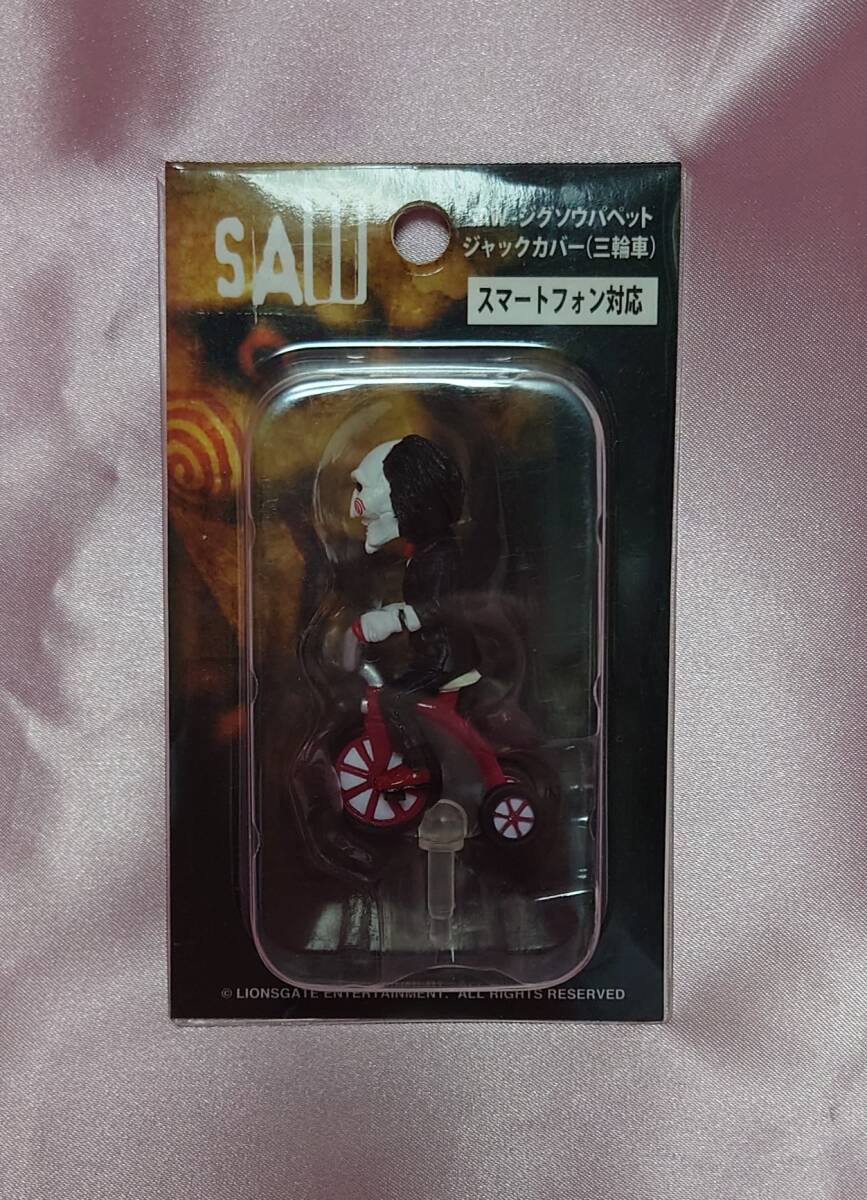 SAW
SAW ジグソウパペット
ジャックカバー(三輪車)
スマートフォン対応
© LIONSGATE ENTERTAINMENT. ALL RIGHTS RESERVED